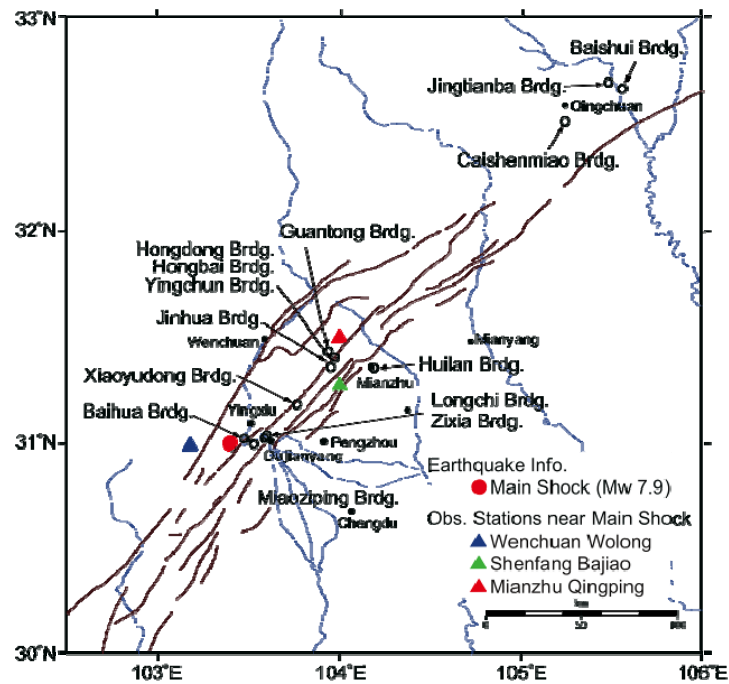 33°N
Baishui Brdg.
Jingtianba Brdg.
Qingchuan
Caishenmiao Brdg.
32°N
Guantong Brdg.
Hongdong Brdg.
Hongbai Brdg.
Yingchun Brdg.
Jinhua Brdg.
Wenchuan
Mianyang
Huilan Brdg.
Mianzhu
Xiaoyudong Brdg.
Longchi Brdg.
Zixia Brdg.
Baihua Brdg.
Yingxiu
31°N
Pengzhou
Dujianyang
Earthquake Info.
Main Shock (Mw 7.9)
Miaoziping Brdg.
Chengdu
Obs. Stations near Main Shock
Wenchuan Wolong
Shenfang Bajiao
Mianzhu Qingping
km
0
30°N
103°E
104°E
105°E
106°E